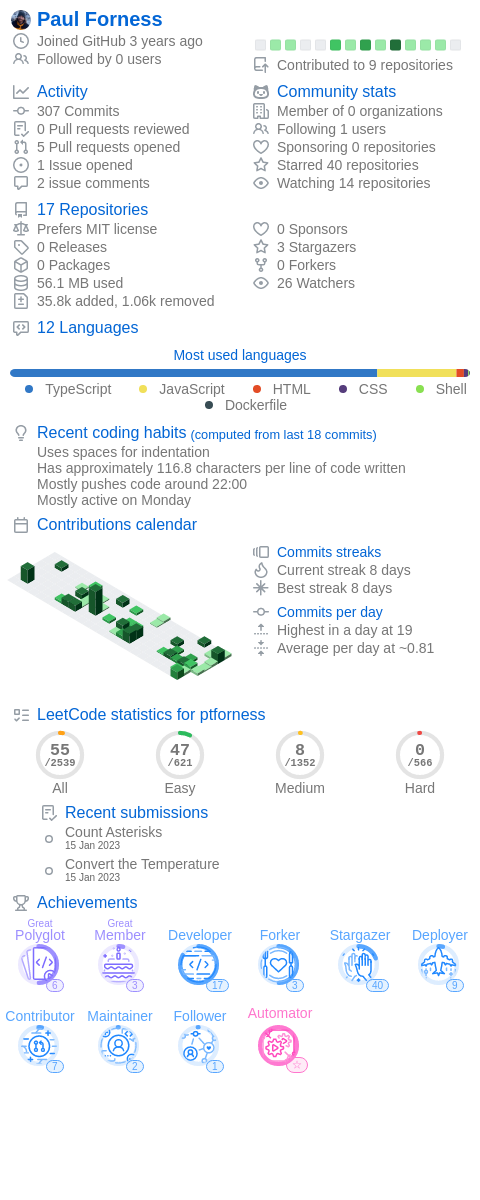 Paul Forness
Joined GitHub 3 years ago
Followed by 0 users
Contributed to 9 repositories
Activity
307 Commits
0 Pull requests reviewed
5 Pull requests opened
1 Issue opened
2 issue comments
Community stats
Member of 0 organizations
Following 1 users
Sponsoring 0 repositories
Starred 40 repositories
Watching 14 repositories
17 Repositories
Prefers MIT license
0 Releases
0 Packages
56.1 MB used
35.8k added, 1.06k removed
0 Sponsors
3 Stargazers
0 Forkers
26 Watchers
12 Languages
Most used languages
TypeScript JavaScript HTML CSS Shell
Dockerfile
Recent coding habits (computed from last 18 commits)
Uses spaces for indentation
Has approximately 116.8 characters per line of code written
Mostly pushes code around 22:00
Mostly active on Monday
Contributions calendar
Commits streaks
Current streak 8 days
Best streak 8 days
Commits per day
Highest in a day at 19
Average per day at ~0.81
LeetCode statistics for ptforness
55 47 8 0
/2539 /621 /1352 /566
All Easy Medium Hard
Recent submissions
Count Asterisks
15 Jan 2023
Convert the Temperature
15 Jan 2023
Achievements
Great Great
Polyglot Member Developer Forker Stargazer Deployer
6 3 17 3 40 9
Contributor Maintainer Follower Automator
7 2 1